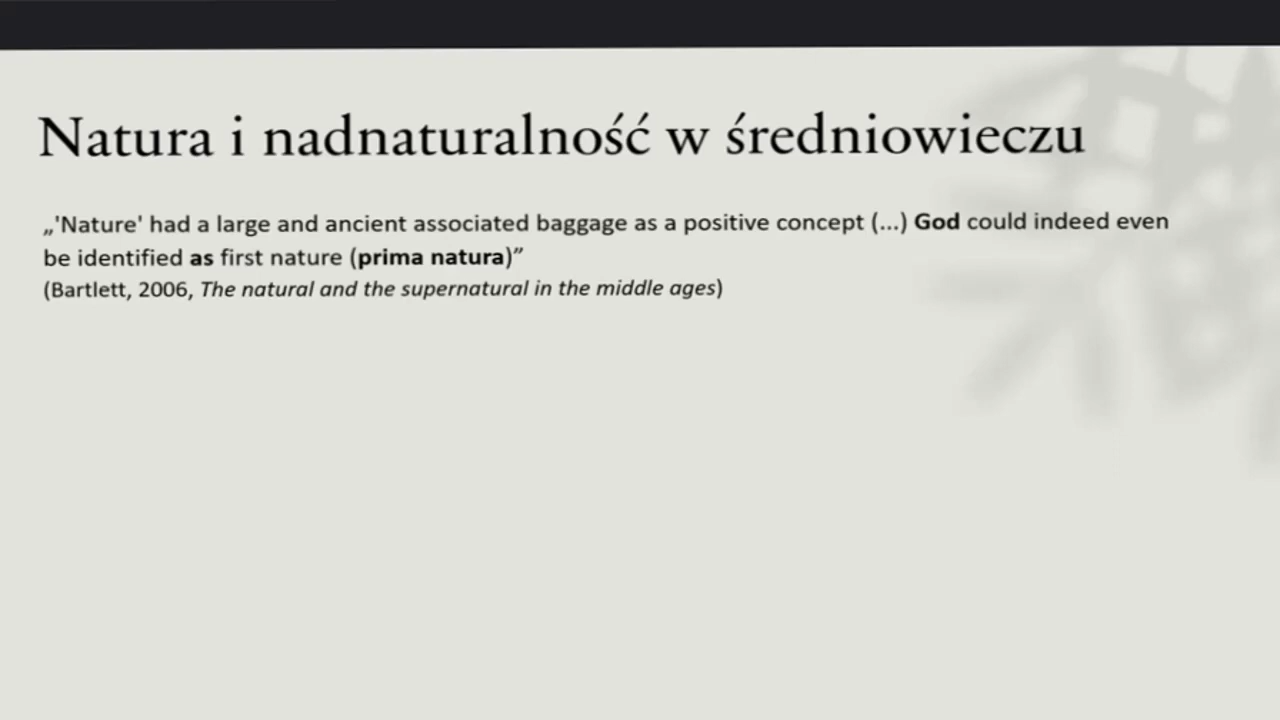 Natura i nadnaturalność w średniowieczu
„'Nature' had a large and ancient associated baggage as a positive concept (...) God could indeed even
be identified as first nature (prima natura)”
(Bartlett, 2006, The natural and the supernatural in the middle ages)